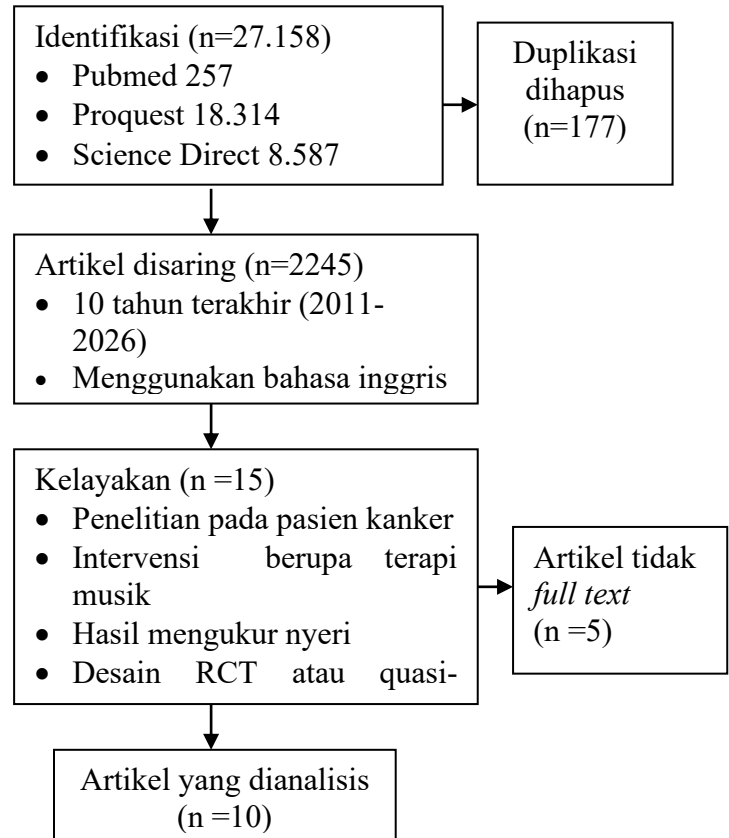 Identifikasi (n=27.158)
• Pubmed 257
• Proquest 18.314
• Science Direct 8.587
Duplikasi
dihapus
(n=177)
Artikel disaring (n=2245)
• 10 tahun terakhir (2011-
2026)
• Menggunakan bahasa inggris
Kelayakan (n =15)
• Penelitian pada pasien kanker
• Intervensi berupa terapi
musik
• Hasil mengukur nyeri
• Desain RCT atau quasi-
Artikel tidak
full text
(n =5)
Artikel yang dianalisis
(n =10)